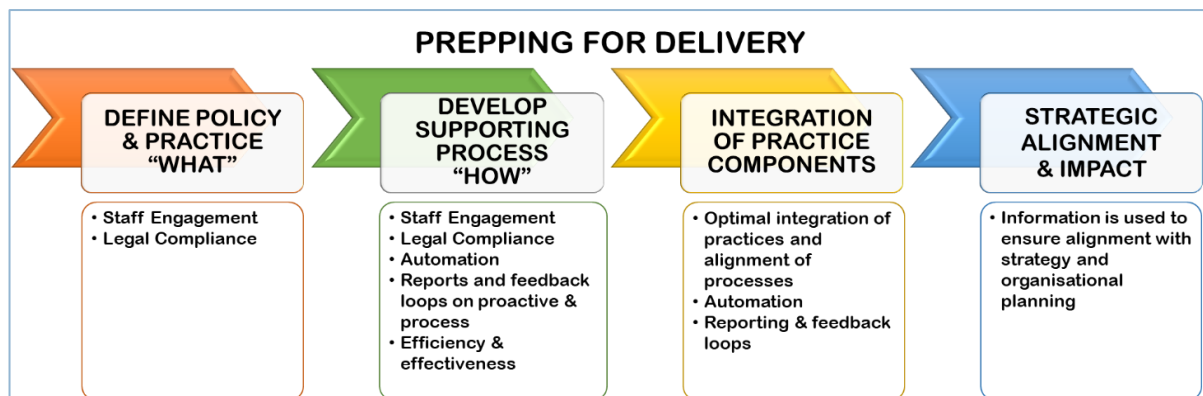 PREPPING FOR DELIVERY
DEFINE POLICY
& PRACTICE
“WHAT”
• Staff Engagement
• Legal Compliance
DEVELOP
SUPPORTING
PROCESS
“HOW”
• Staff Engagement
• Legal Compliance
• Automation
• Reports and feedback
loops on proactive &
process
• Efficiency &
effectiveness
INTEGRATION
OF PRACTICE
COMPONENTS
• Optimal integration of
practices and
alignment of
processes
• Automation
• Reporting & feedback
loops
STRATEGIC
ALIGNMENT
& IMPACT
• Information is used to
ensure alignment with
strategy and
organisational
planning